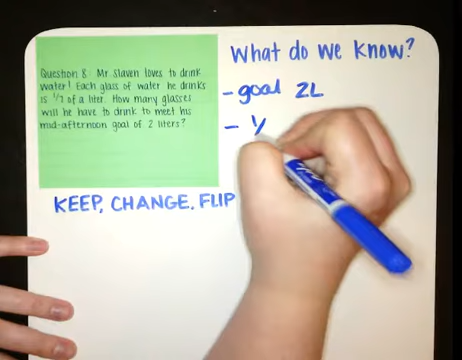 Question 8: Mr Slaven loves to drink
water! Each glass of water he drinks
is 1/7 of a liter. How many glasses
will he have to drink to meet his
mid-afternoon goal of 2 liters?
What do we know?
- goal 2L
- 1/
KEEP, CHANGE, FLIP